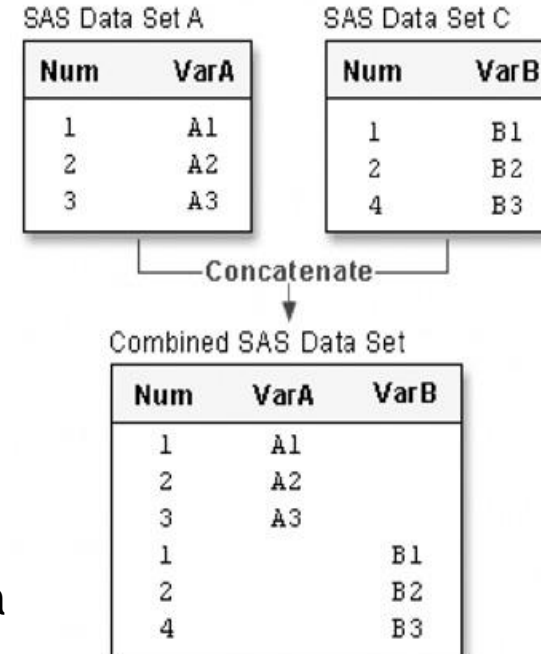 SAS Data Set A
Num VarA
1 A1
2 A2
3 A3
SAS Data Set C
Num VarB
1 B1
2 B2
4 B3
Concatenate
Combined SAS Data Set
Num VarA VarB
1 A1
2 A2
3 A3
1 B1
2 B2
4 B3